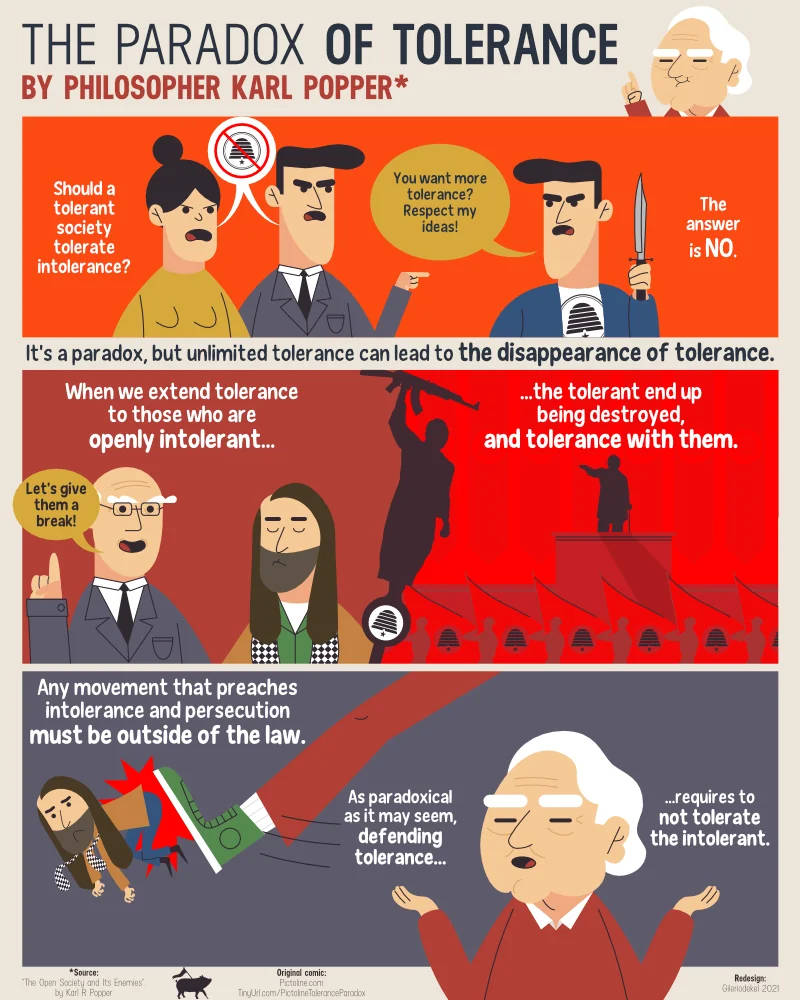 THE PARADOX OF TOLERANCE
BY PHILOSOPHER KARL POPPER*
Should a
tolerant
society
tolerate
intolerance?
You want more
tolerance?
Respect my
ideas!
The
answer
is NO.
It's a paradox, but unlimited tolerance can lead to the disappearance of tolerance.
When we extend tolerance
to those who are
openly intolerant...
Let's give
them a
break!
...the tolerant end up
being destroyed,
and tolerance with them.
Any movement that preaches
intolerance and persecution
must be outside of the law.
As paradoxical
as it may seem,
defending
tolerance...
...requires to
not tolerate
the intolerant.
*Source:
"The Open Society and Its Enemies",
by Karl R. Popper
Original comic:
Pictoline.com
TinyUrl.com/PictolineToleranceParadox
Redesign:
Gileriodekel 2021